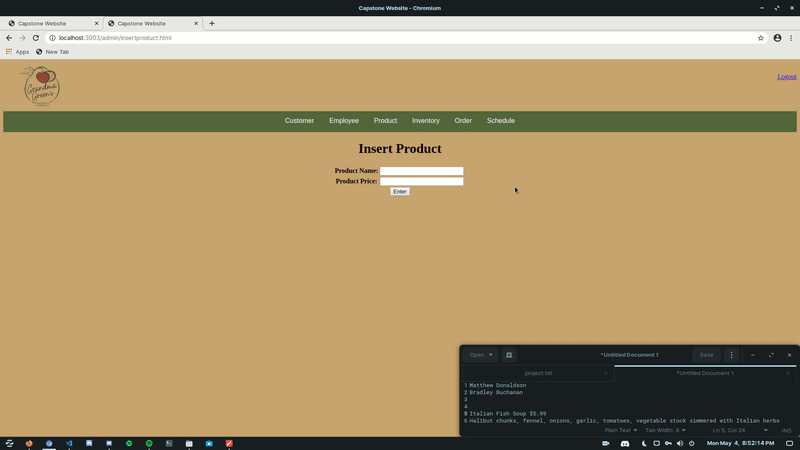 Capstone Website - Chromium
Capstone Website
Capstone Website
localhost:3003/admin/insertproduct.html
Apps
New Tab
Grandma Green's
Logout
Customer Employee Product Inventory Order Schedule
Insert Product
Product Name:
Product Price:
Enter
Open
*Untitled Document 1
Save
project.txt
*Untitled Document 1
1 Matthew Donaldson
2 Bradley Buchanan
3
4
5 Italian Fish Soup $5.99
6 Halibut chunks, fennel, onions, garlic, tomatoes, vegetable stock simmered with Italian herbs
Plain Text Tab Width: 8 Ln 5, Col 24 INS
Mon May 4, 8:52:14 PM